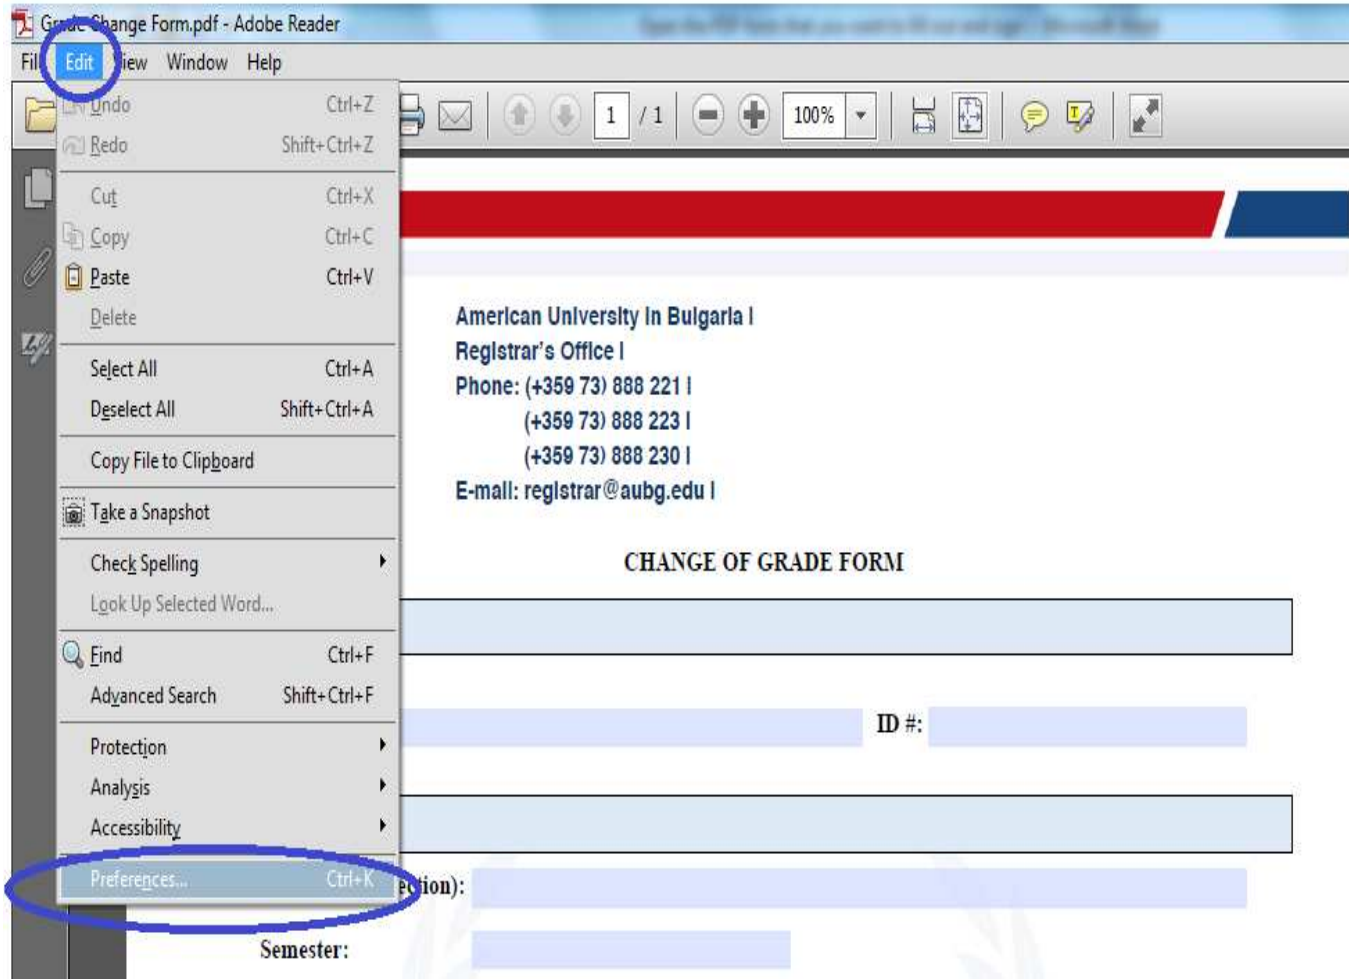 Grade Change Form.pdf - Adobe Reader
Edit View Window Help
1 / 1 100%
Undo Ctrl+Z
Redo Shift+Ctrl+Z
Cut Ctrl+X
Copy Ctrl+C
Paste Ctrl+V
Delete
Select All Ctrl+A
Deselect All Shift+Ctrl+A
Copy File to Clipboard
Take a Snapshot
Check Spelling
Look Up Selected Word...
Find Ctrl+F
Advanced Search Shift+Ctrl+F
Protection
Analysis
Accessibility
Preferences... Ctrl+K
American University in Bulgaria |
Registrar's Office |
Phone: (+359 73) 888 221 |
(+359 73) 888 223 |
(+359 73) 888 230 |
E-mail: registrar@aubg.edu |
CHANGE OF GRADE FORM
ID #:
ection):
Semester: